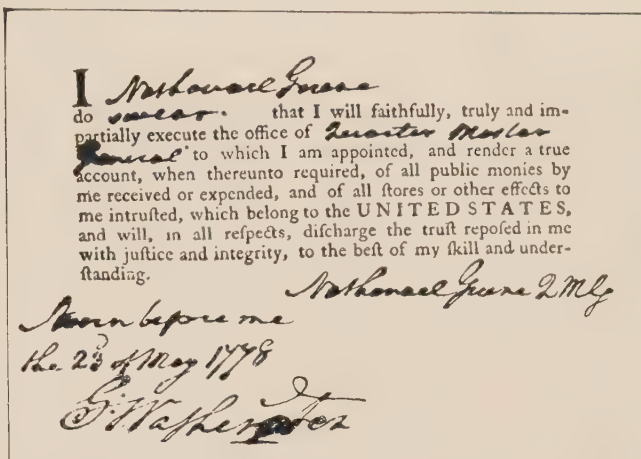 I Nathanael Greene
do swear. that I will faithfully, truly and im-
partially execute the office of Quarter Master
General to which I am appointed, and render a true
account, when thereunto required, of all public monies by
me received or expended, and of all ſtores or other effects to
me intruſted, which belong to the UNITED STATES,
and will, in all reſpects, diſcharge the truſt repoſed in me
with juſtice and integrity, to the beſt of my ſkill and under-
ſtanding.
Nathanael Greene QMG
Sworn before me
the 23d of May 1778
G:Washington